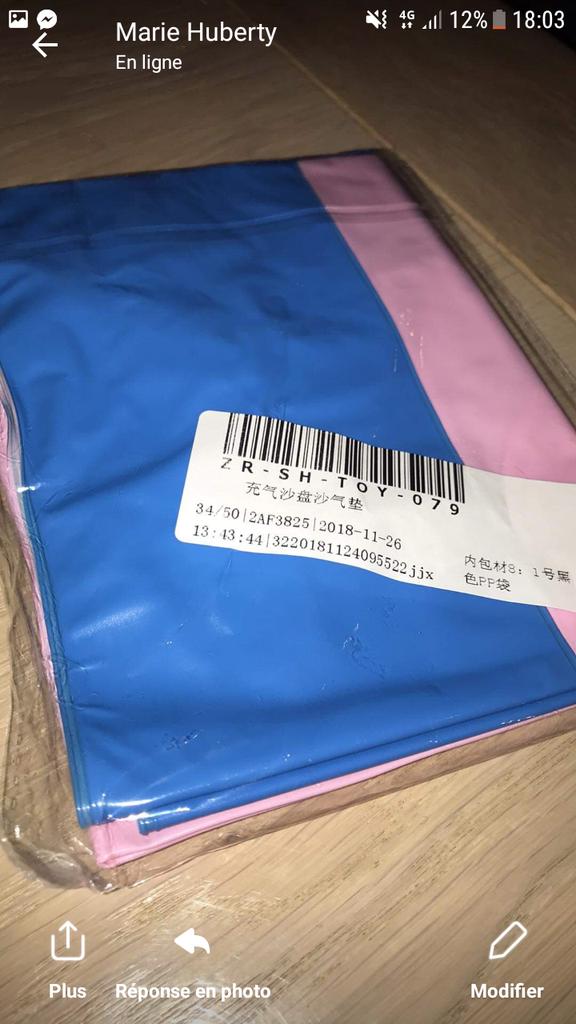 Marie Huberty
En ligne
4G 12% 18:03
ZR-SH-TOY-079
充气沙盘沙气垫
34/50|2AF3825|2018-11-26
13:43:44|3220181124095522jjx
内包材8: 1号黑
色PP袋
Plus
Réponse en photo
Modifier